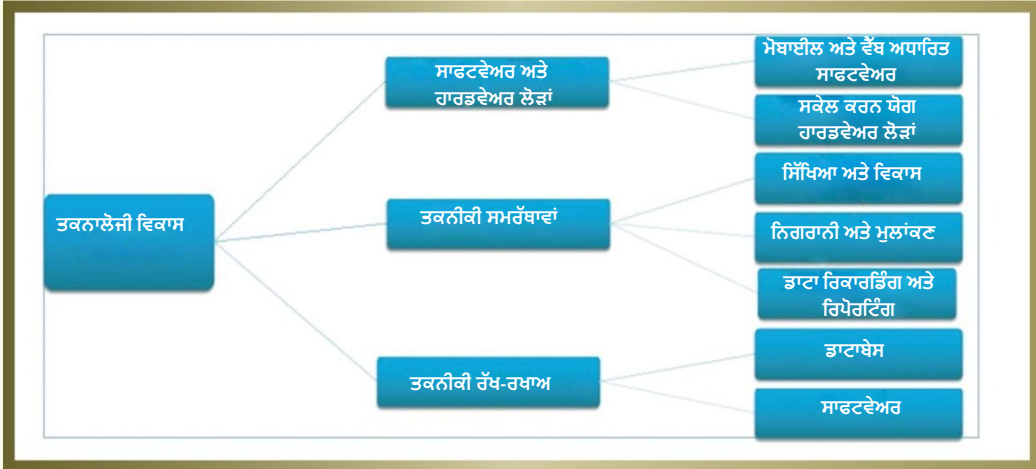 ਤਕਨਾਲੋਜੀ ਵਿਕਾਸ
ਸਾਫਟਵੇਅਰ ਅਤੇ
ਹਾਰਡਵੇਅਰ ਲੋੜਾਂ
ਮੋਬਾਈਲ ਅਤੇ ਵੈੱਬ ਅਧਾਰਿਤ
ਸਾਫਟਵੇਅਰ
ਸਕੇਲ ਕਰਨ ਯੋਗ
ਹਾਰਡਵੇਅਰ ਲੋੜਾਂ
ਤਕਨੀਕੀ ਸਮਰੱਥਾਵਾਂ
ਸਿੱਖਿਆ ਅਤੇ ਵਿਕਾਸ
ਨਿਗਰਾਨੀ ਅਤੇ ਮੁਲਾਂਕਣ
ਡਾਟਾ ਰਿਕਾਰਡਿੰਗ ਅਤੇ
ਰਿਪੋਰਟਿੰਗ
ਤਕਨੀਕੀ ਰੱਖ-ਰਖਾਅ
ਡਾਟਾਬੇਸ
ਸਾਫਟਵੇਅਰ